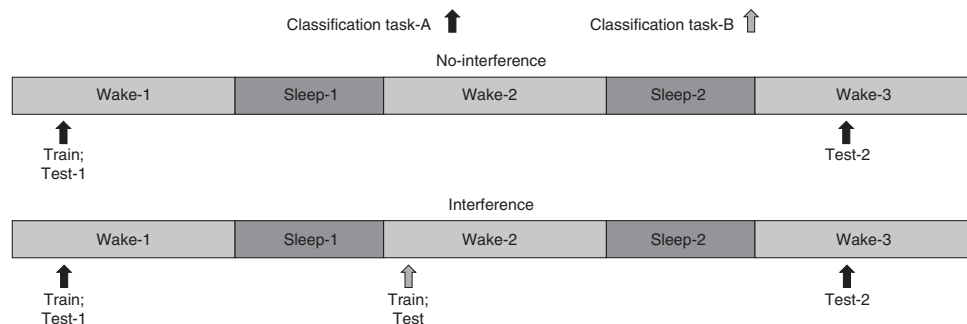 Classification task-A Classification task-B
No-interference
Wake-1 Sleep-1 Wake-2 Sleep-2 Wake-3
Train;
Test-1
Test-2
Interference
Wake-1 Sleep-1 Wake-2 Sleep-2 Wake-3
Train;
Test-1
Train;
Test
Test-2